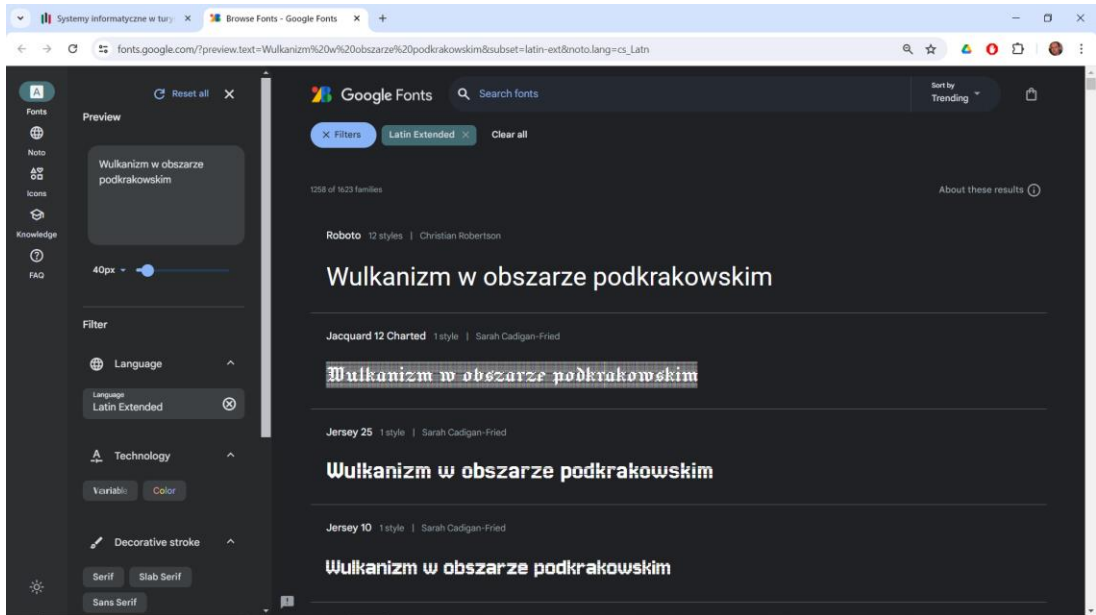 Systemy informatyczne w tury
Browse Fonts - Google Fonts
fonts.google.com/?preview.text=Wulkanizm%20w%20obszarze%20podkrakowskim&subset=latin-ext&noto.lang=cs_Latn
Fonts
Noto
Icons
Knowledge
FAQ
Reset all
Preview
Wulkanizm w obszarze
podkrakowskim
40px
Filter
Language
Language
Latin Extended
Technology
Variable
Color
Decorative stroke
Serif
Slab Serif
Sans Serif
Google Fonts
Search fonts
Sort by
Trending
Filters
Latin Extended
Clear all
1258 of 1623 families
About these results
Roboto 12 styles | Christian Robertson
Wulkanizm w obszarze podkrakowskim
Jacquard 12 Charted 1 style | Sarah Cadigan-Fried
Wulkanizm w obszarze podkrakowskim
Jersey 25 1 style | Sarah Cadigan-Fried
Wulkanizm w obszarze podkrakowskim
Jersey 10 1 style | Sarah Cadigan-Fried
Wulkanizm w obszarze podkrakowskim